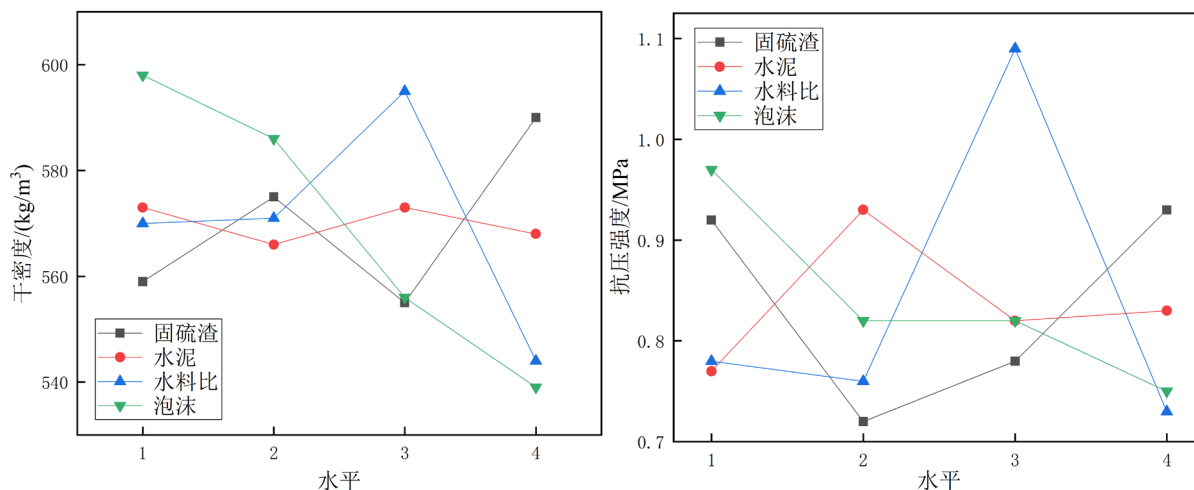 600
580
560
540
干密度/(kg/m³)
固硫渣
水泥
水料比
泡沫
1
2
3
4
水平
1.1
1.0
0.9
0.8
0.7
抗压强度/MPa
固硫渣
水泥
水料比
泡沫
1
2
3
4
水平